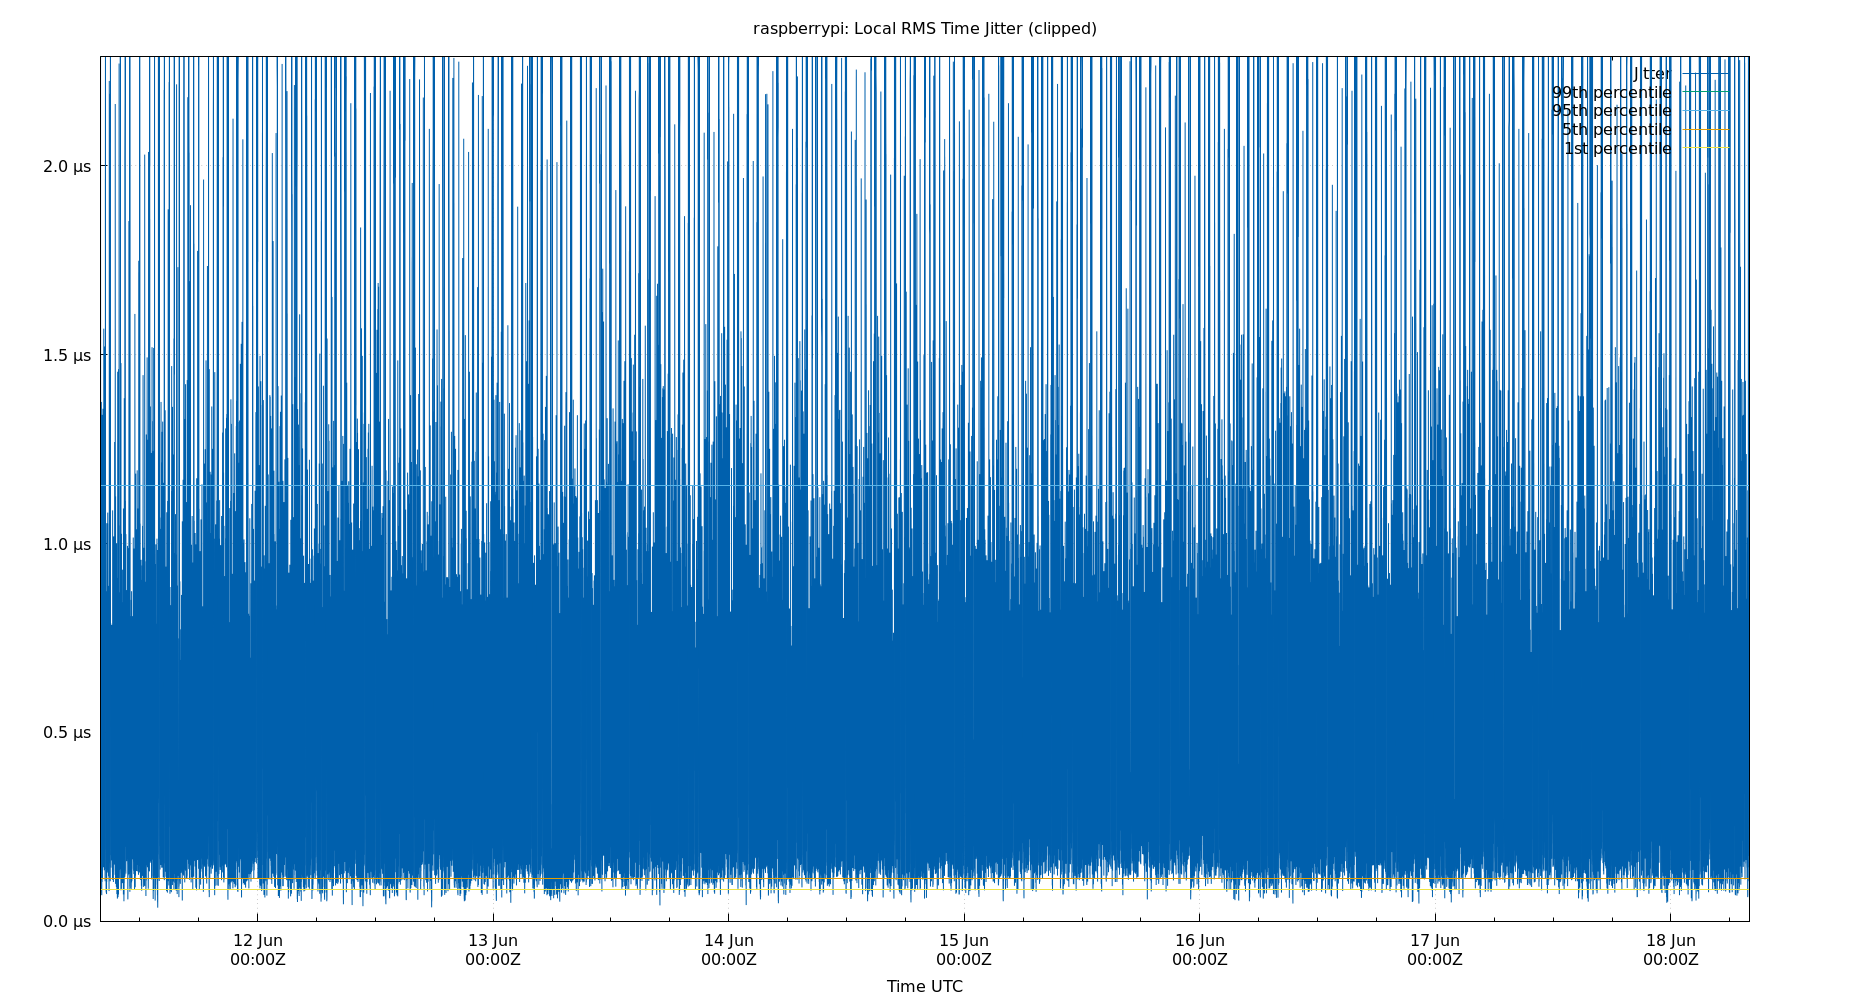 raspberrypi: Local RMS Time Jitter (clipped)
Jitter
99th percentile
95th percentile
5th percentile
1st percentile
2.0 µs
1.5 µs
1.0 µs
0.5 µs
0.0 µs
12 Jun 13 Jun 14 Jun 15 Jun 16 Jun 17 Jun 18 Jun
00:00Z 00:00Z 00:00Z 00:00Z 00:00Z 00:00Z 00:00Z
Time UTC